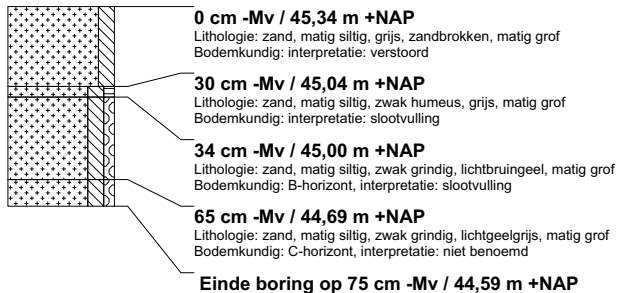 0 cm -Mv / 45,34 m +NAP
Lithologie: zand, matig siltig, grijs, zandbrokken, matig grof
Bodemkundig: interpretatie: verstoord
30 cm -Mv / 45,04 m +NAP
Lithologie: zand, matig siltig, zwak humeus, grijs, matig grof
Bodemkundig: interpretatie: slootvulling
34 cm -Mv / 45,00 m +NAP
Lithologie: zand, matig siltig, zwak grindig, lichtbruingeel, matig grof
Bodemkundig: B-horizont, interpretatie: slootvulling
65 cm -Mv / 44,69 m +NAP
Lithologie: zand, matig siltig, zwak grindig, lichtgeelgrijs, matig grof
Bodemkundig: C-horizont, interpretatie: niet benoemd
Einde boring op 75 cm -Mv / 44,59 m +NAP